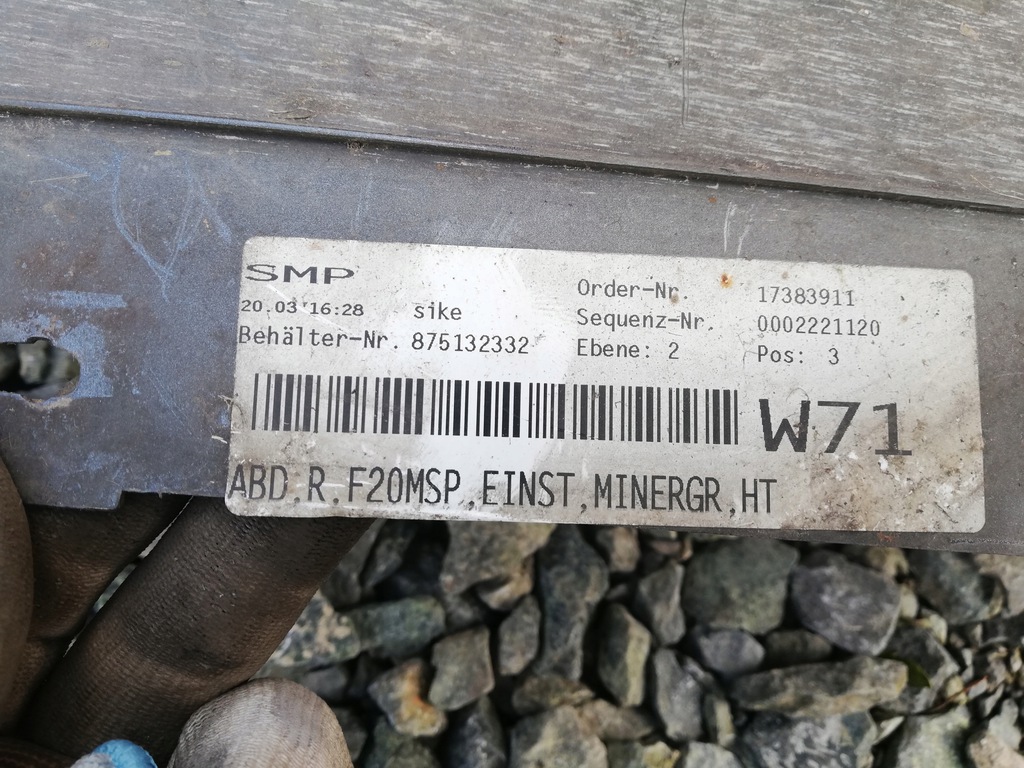 SMP
20.03 16:28 sike
Behälter-Nr. 875132332
Order-Nr. 17383911
Sequenz-Nr. 0002221120
Ebene: 2 Pos: 3
W71
ABD,R,F20MSP,EINST,MINERGR,HT